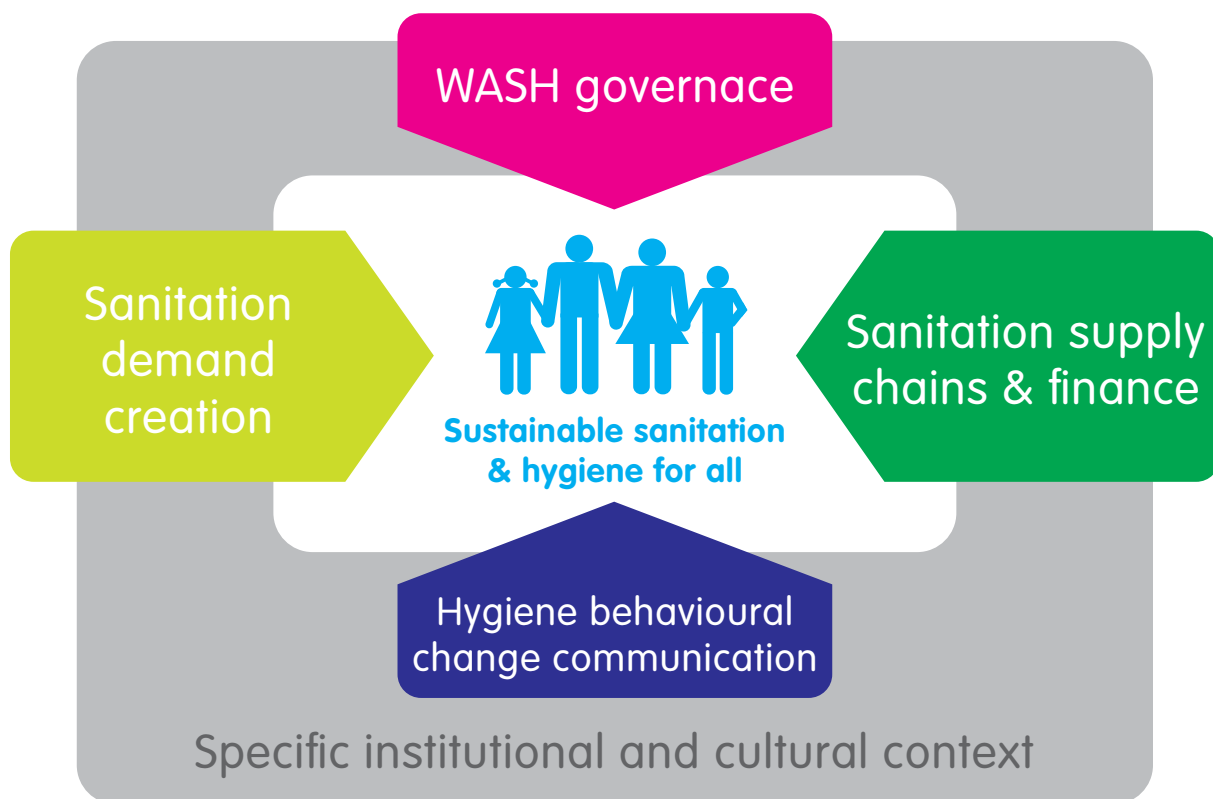 WASH governace
Sanitation
demand
creation
Sanitation supply
chains & finance
Sustainable sanitation
& hygiene for all
Hygiene behavioural
change communication
Specific institutional and cultural context